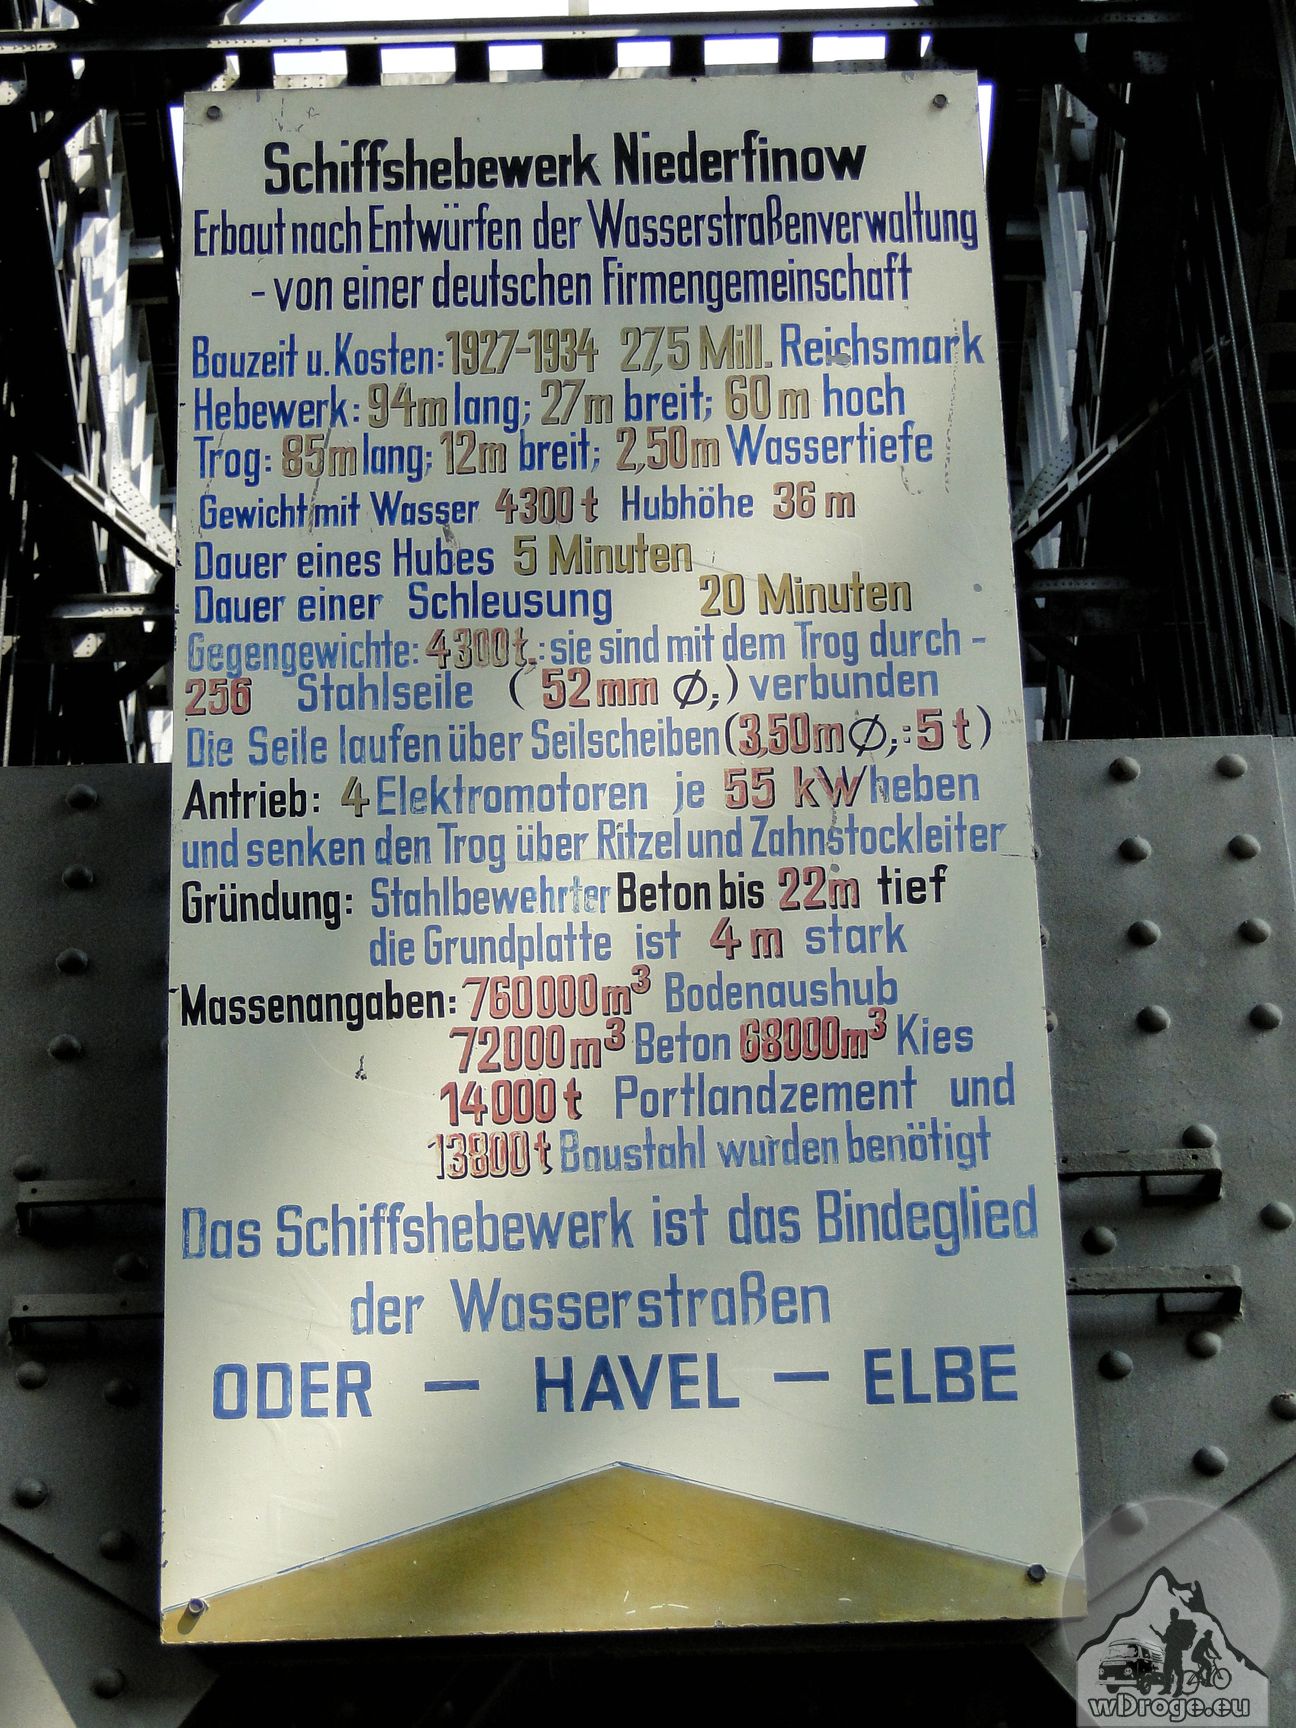 Schiffshebewerk Niederfinow
Erbaut nach Entwürfen der Wasserstraßenverwaltung
- von einer deutschen Firmengemeinschaft
Bauzeit u. Kosten: 1927-1934 27,5 Mill. Reichsmark
Hebewerk: 94m lang; 27m breit; 60m hoch
Trog: 85m lang; 12m breit; 2,50m Wassertiefe
Gewicht mit Wasser 4300 t Hubhöhe 36 m
Dauer eines Hubes 5 Minuten
Dauer einer Schleusung 20 Minuten
Gegengewichte: 4300t.: sie sind mit dem Trog durch -
256 Stahlseile ( 52mm Ø;) verbunden
Die Seile laufen über Seilscheiben (3,50m Ø;: 5 t)
Antrieb: 4 Elektromotoren je 55 kW heben
und senken den Trog über Ritzel und Zahnstockleiter
Gründung: Stahlbewehrter Beton bis 22m tief
die Grundplatte ist 4m stark
Massenangaben: 760000m³ Bodenaushub
72000m³ Beton 68000m³ Kies
14000t Portlandzement und
13800t Baustahl wurden benötigt
Das Schiffshebewerk ist das Bindeglied
der Wasserstraßen
ODER — HAVEL — ELBE
wDroge.eu